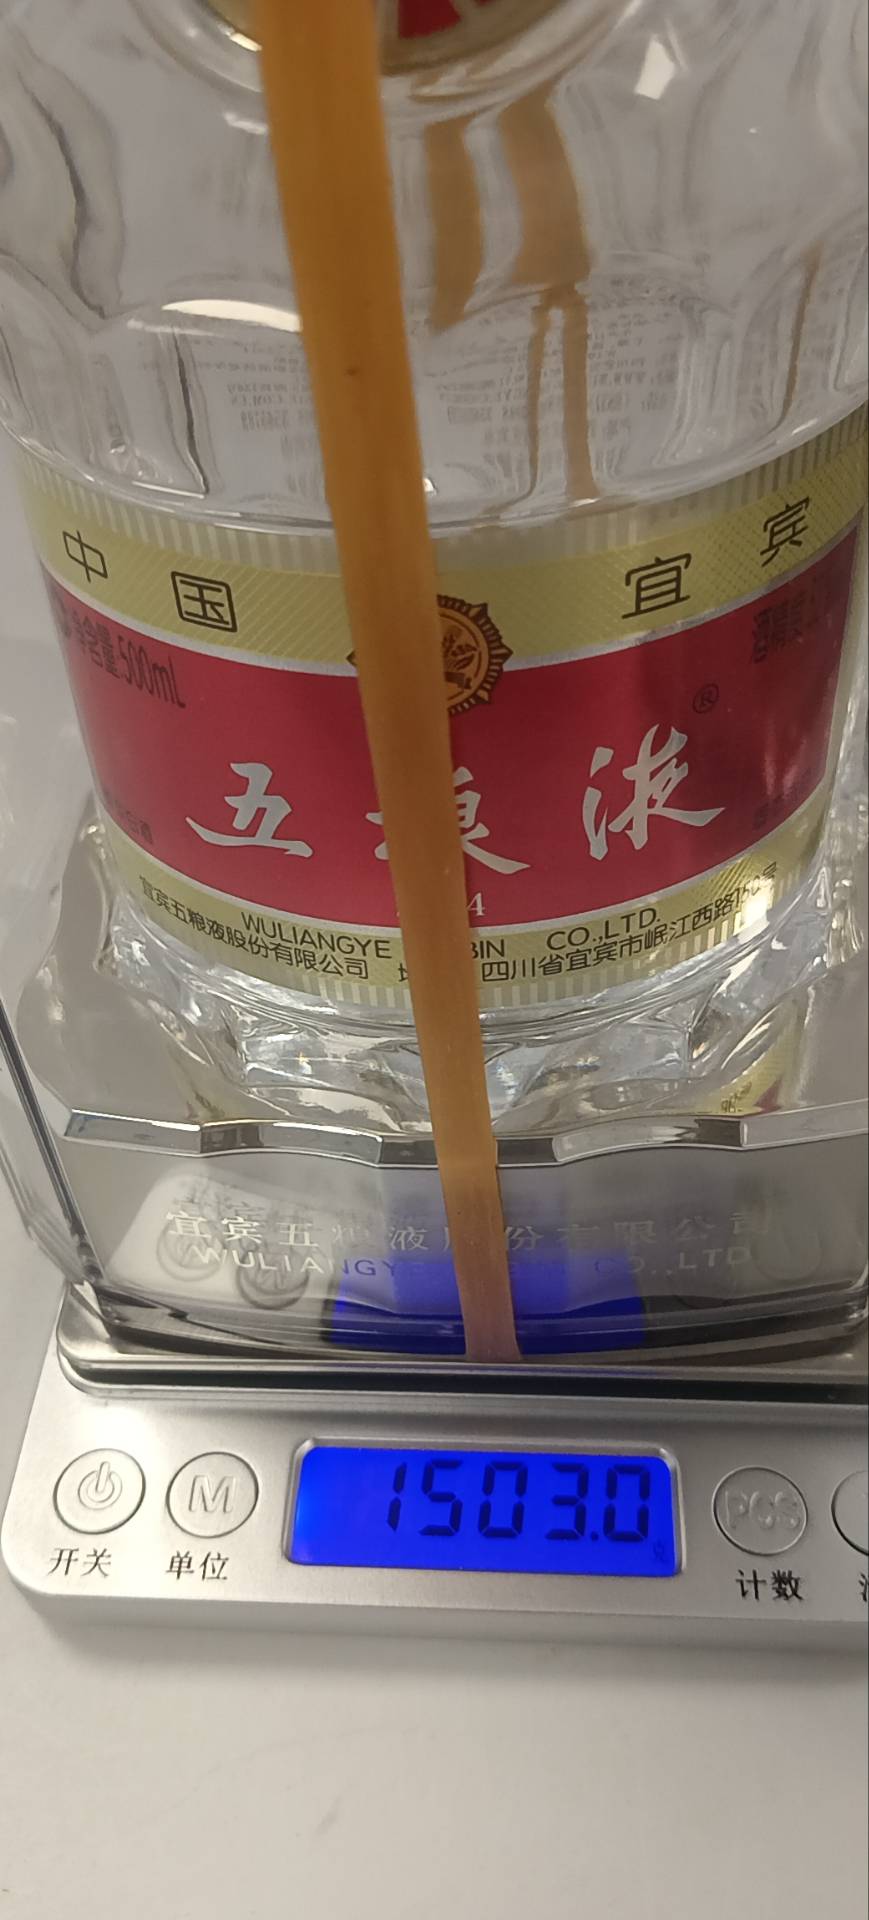 中国 宜宾
500mL
®
五 液
WULIANGYE BIN CO.,LTD.
宜宾五粮液股份有限公司 四川省宜宾市岷江西路150号
宜宾五 液 份有限公司
WULIANGY CO.,LTD
1503.0
M
PCS
开关
单位
计数